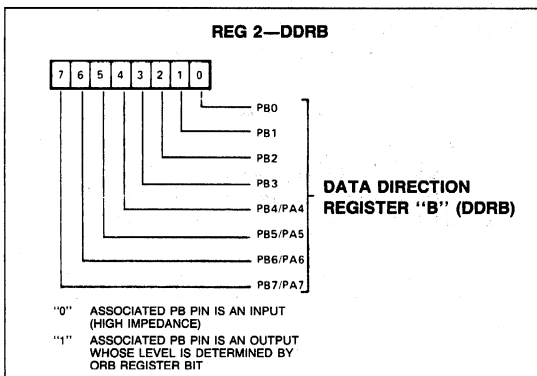 REG 2—DDRB
7 6 5 4 3 2 1 0
PB0
PB1
PB2
PB3
PB4/PA4
PB5/PA5
PB6/PA6
PB7/PA7
DATA DIRECTION
REGISTER "B" (DDRB)
"0" ASSOCIATED PB PIN IS AN INPUT
(HIGH IMPEDANCE)
"1" ASSOCIATED PB PIN IS AN OUTPUT
WHOSE LEVEL IS DETERMINED BY
ORB REGISTER BIT